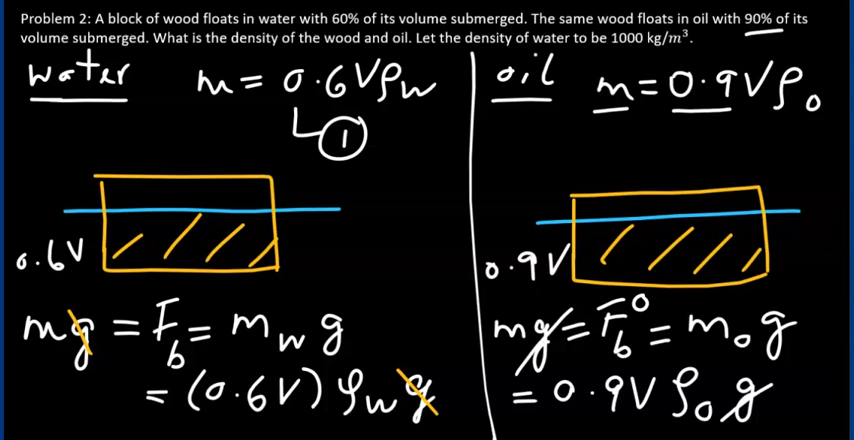 Problem 2: A block of wood floats in water with 60% of its volume submerged. The same wood floats in oil with 90% of its
volume submerged. What is the density of the wood and oil. Let the density of water to be 1000 kg/m³.
water
m = 0.6Vρw
①
0.6V
mg = Fb = mw g
= (0.6V) ρw g
oil
m = 0.9Vρo
0.9V
mg = Fb° = mo g
= 0.9V ρo g